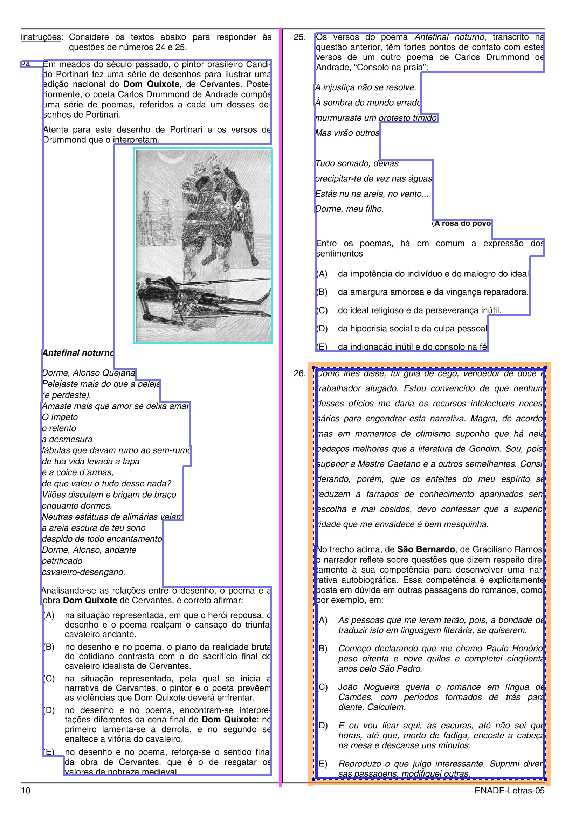 Instruções: Considere os textos abaixo para responder às
questões de números 24 e 25.
24. Em meados do século passado, o pintor brasileiro Candi-
do Portinari fez uma série de desenhos para ilustrar uma
edição nacional do Dom Quixote, de Cervantes. Poste-
riormente, o poeta Carlos Drummond de Andrade compôs
uma série de poemas, referidos a cada um desses de-
senhos de Portinari.
Atente para este desenho de Portinari e os versos de
Drummond que o interpretam.
Antefinal noturno
Dorme, Alonso Quejana.
Pelejaste mais do que a peleja
(e perdeste).
Amaste mais que amor se deixa amar.
O ímpeto
o relento
a desmesura
fábulas que davam rumo ao sem-rumo
de tua vida levada a tapa
e a coice d'armas,
de que valeu o tudo desse nada?
Vilões discutem e brigam de braço
enquanto dormes.
Neutras estátuas de alimárias velam
a areia escura de teu sono
despido de todo encantamento.
Dorme, Alonso, andante
petrificado
cavaleiro-desengano.
Analisando-se as relações entre o desenho, o poema e a
obra Dom Quixote de Cervantes, é correto afirmar:
(A) na situação representada, em que o herói repousa, o
desenho e o poema realçam o cansaço do triunfal
cavaleiro andante.
(B) no desenho e no poema, o plano da realidade bruta
do cotidiano contrasta com o do sacrifício final do
cavaleiro idealista de Cervantes.
(C) na situação representada, pela qual se inicia a
narrativa de Cervantes, o pintor e o poeta prevêem
as violências que Dom Quixote deverá enfrentar.
(D) no desenho e no poema, encontram-se interpre-
tações diferentes da cena final de Dom Quixote: no
primeiro lamenta-se a derrota, e no segundo se
enaltece a vitória do cavaleiro.
(E) no desenho e no poema, reforça-se o sentido final
da obra de Cervantes, que é o de resgatar os
valores da nobreza medieval.
10
25. Os versos do poema Antefinal noturno, transcrito na
questão anterior, têm fortes pontos de contato com estes
versos de um outro poema de Carlos Drummond de
Andrade, "Consolo na praia":
A injustiça não se resolve.
À sombra do mundo errado
murmuraste um protesto tímido.
Mas virão outros.
Tudo somado, devias
precipitar-te de vez nas águas.
Estás nu na areia, no vento...
Dorme, meu filho.
(A rosa do povo)
Entre os poemas, há em comum a expressão dos
sentimentos
(A) da impotência do indivíduo e do malogro do ideal.
(B) da amargura amorosa e da vingança reparadora.
(C) do ideal religioso e da perseverança inútil.
(D) da hipocrisia social e da culpa pessoal.
(E) da indignação inútil e do consolo na fé.
26. Como lhes disse, fui guia de cego, vendedor de doce e
trabalhador alugado. Estou convencido de que nenhum
desses ofícios me daria os recursos intelectuais neces-
sários para engendrar esta narrativa. Magra, de acordo,
mas em momentos de otimismo suponho que há nela
pedaços melhores que a literatura de Gondim. Sou, pois,
superior a Mestre Caetano e a outros semelhantes. Consi-
derando, porém, que os enfeites do meu espírito se
reduzem a farrapos de conhecimento apanhados sem
escolha e mal cosidos, devo confessar que a superio-
ridade que me envaidece é bem mesquinha.
No trecho acima, de São Bernardo, de Graciliano Ramos,
o narrador reflete sobre questões que dizem respeito dire-
tamente à sua competência para desenvolver uma nar-
rativa autobiográfica. Essa competência é explicitamente
posta em dúvida em outras passagens do romance, como,
por exemplo, em:
(A) As pessoas que me lerem terão, pois, a bondade de
traduzir isto em linguagem literária, se quiserem.
(B) Começo declarando que me chamo Paulo Honório,
peso oitenta e nove quilos e completei cinqüenta
anos pelo São Pedro.
(C) João Nogueira queria o romance em língua de
Camões, com períodos formados de trás para
diante. Calculem.
(D) E eu vou ficar aqui, às escuras, até não sei que
horas, até que, morto de fadiga, encoste a cabeça
na mesa e descanse uns minutos.
(E) Reproduzo o que julgo interessante. Suprimi diver-
sas passagens, modifiquei outras.
ENADE-Letras-05